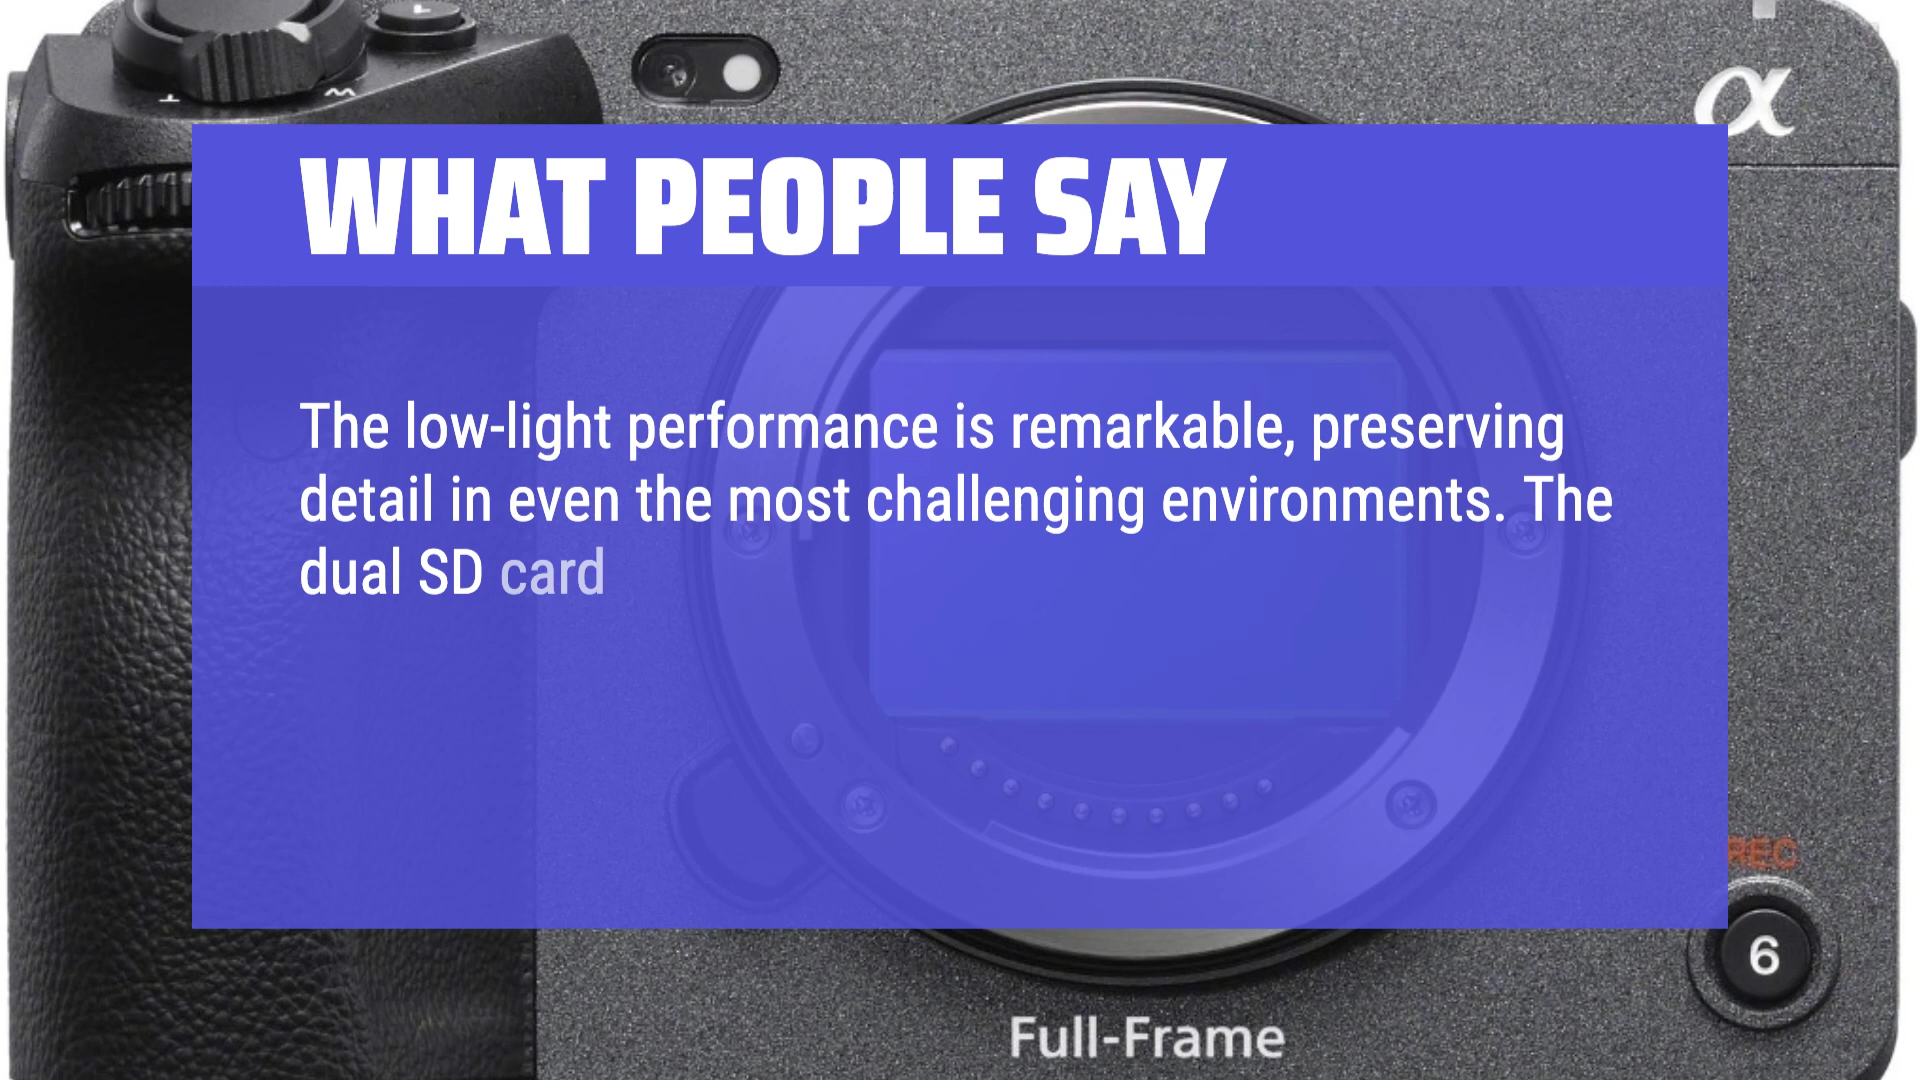 T
W
α
WHAT PEOPLE SAY
The low-light performance is remarkable, preserving
detail in even the most challenging environments. The
dual SD card
REC
6
Full-Frame